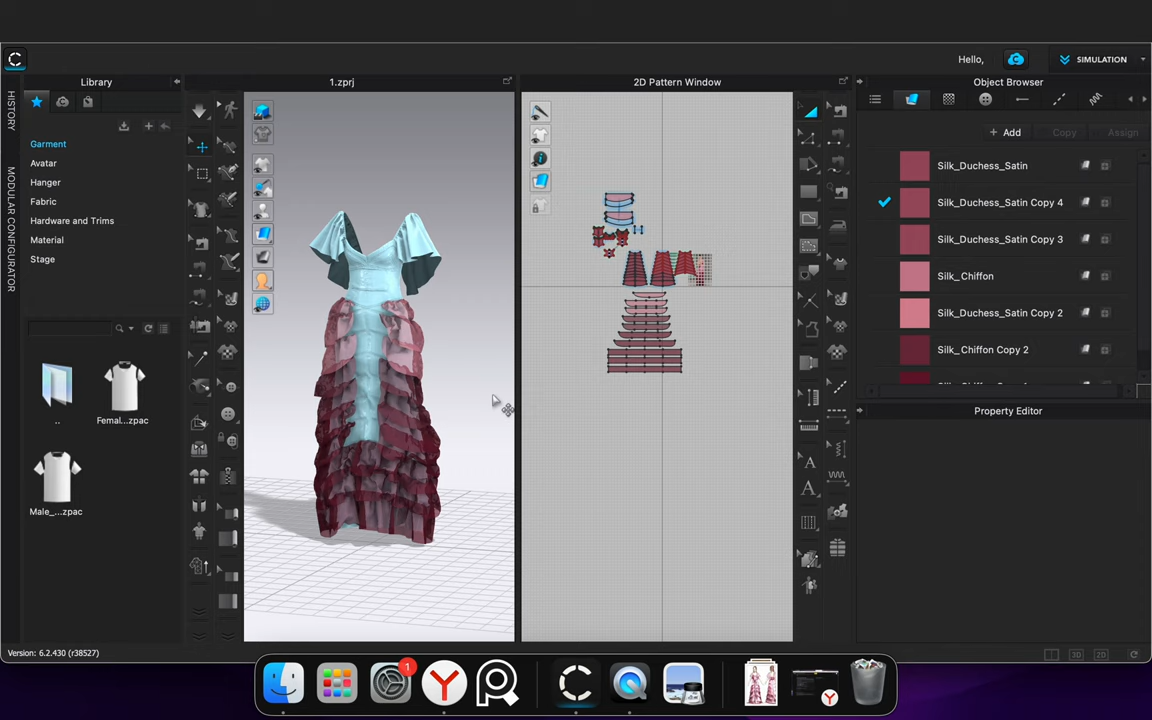 Hello,
SIMULATION
Library
1.zprj
2D Pattern Window
Object Browser
HISTORY
MODULAR CONFIGURATOR
Garment
Avatar
Hanger
Fabric
Hardware and Trims
Material
Stage
..
Femal...zpac
Male_...zpac
+ Add
Copy
Assign
Silk_Duchess_Satin
Silk_Duchess_Satin Copy 4
Silk_Duchess_Satin Copy 3
Silk_Chiffon
Silk_Duchess_Satin Copy 2
Silk_Chiffon Copy 2
Property Editor
Version: 6.2.430 (r38527)
3D
2D
1